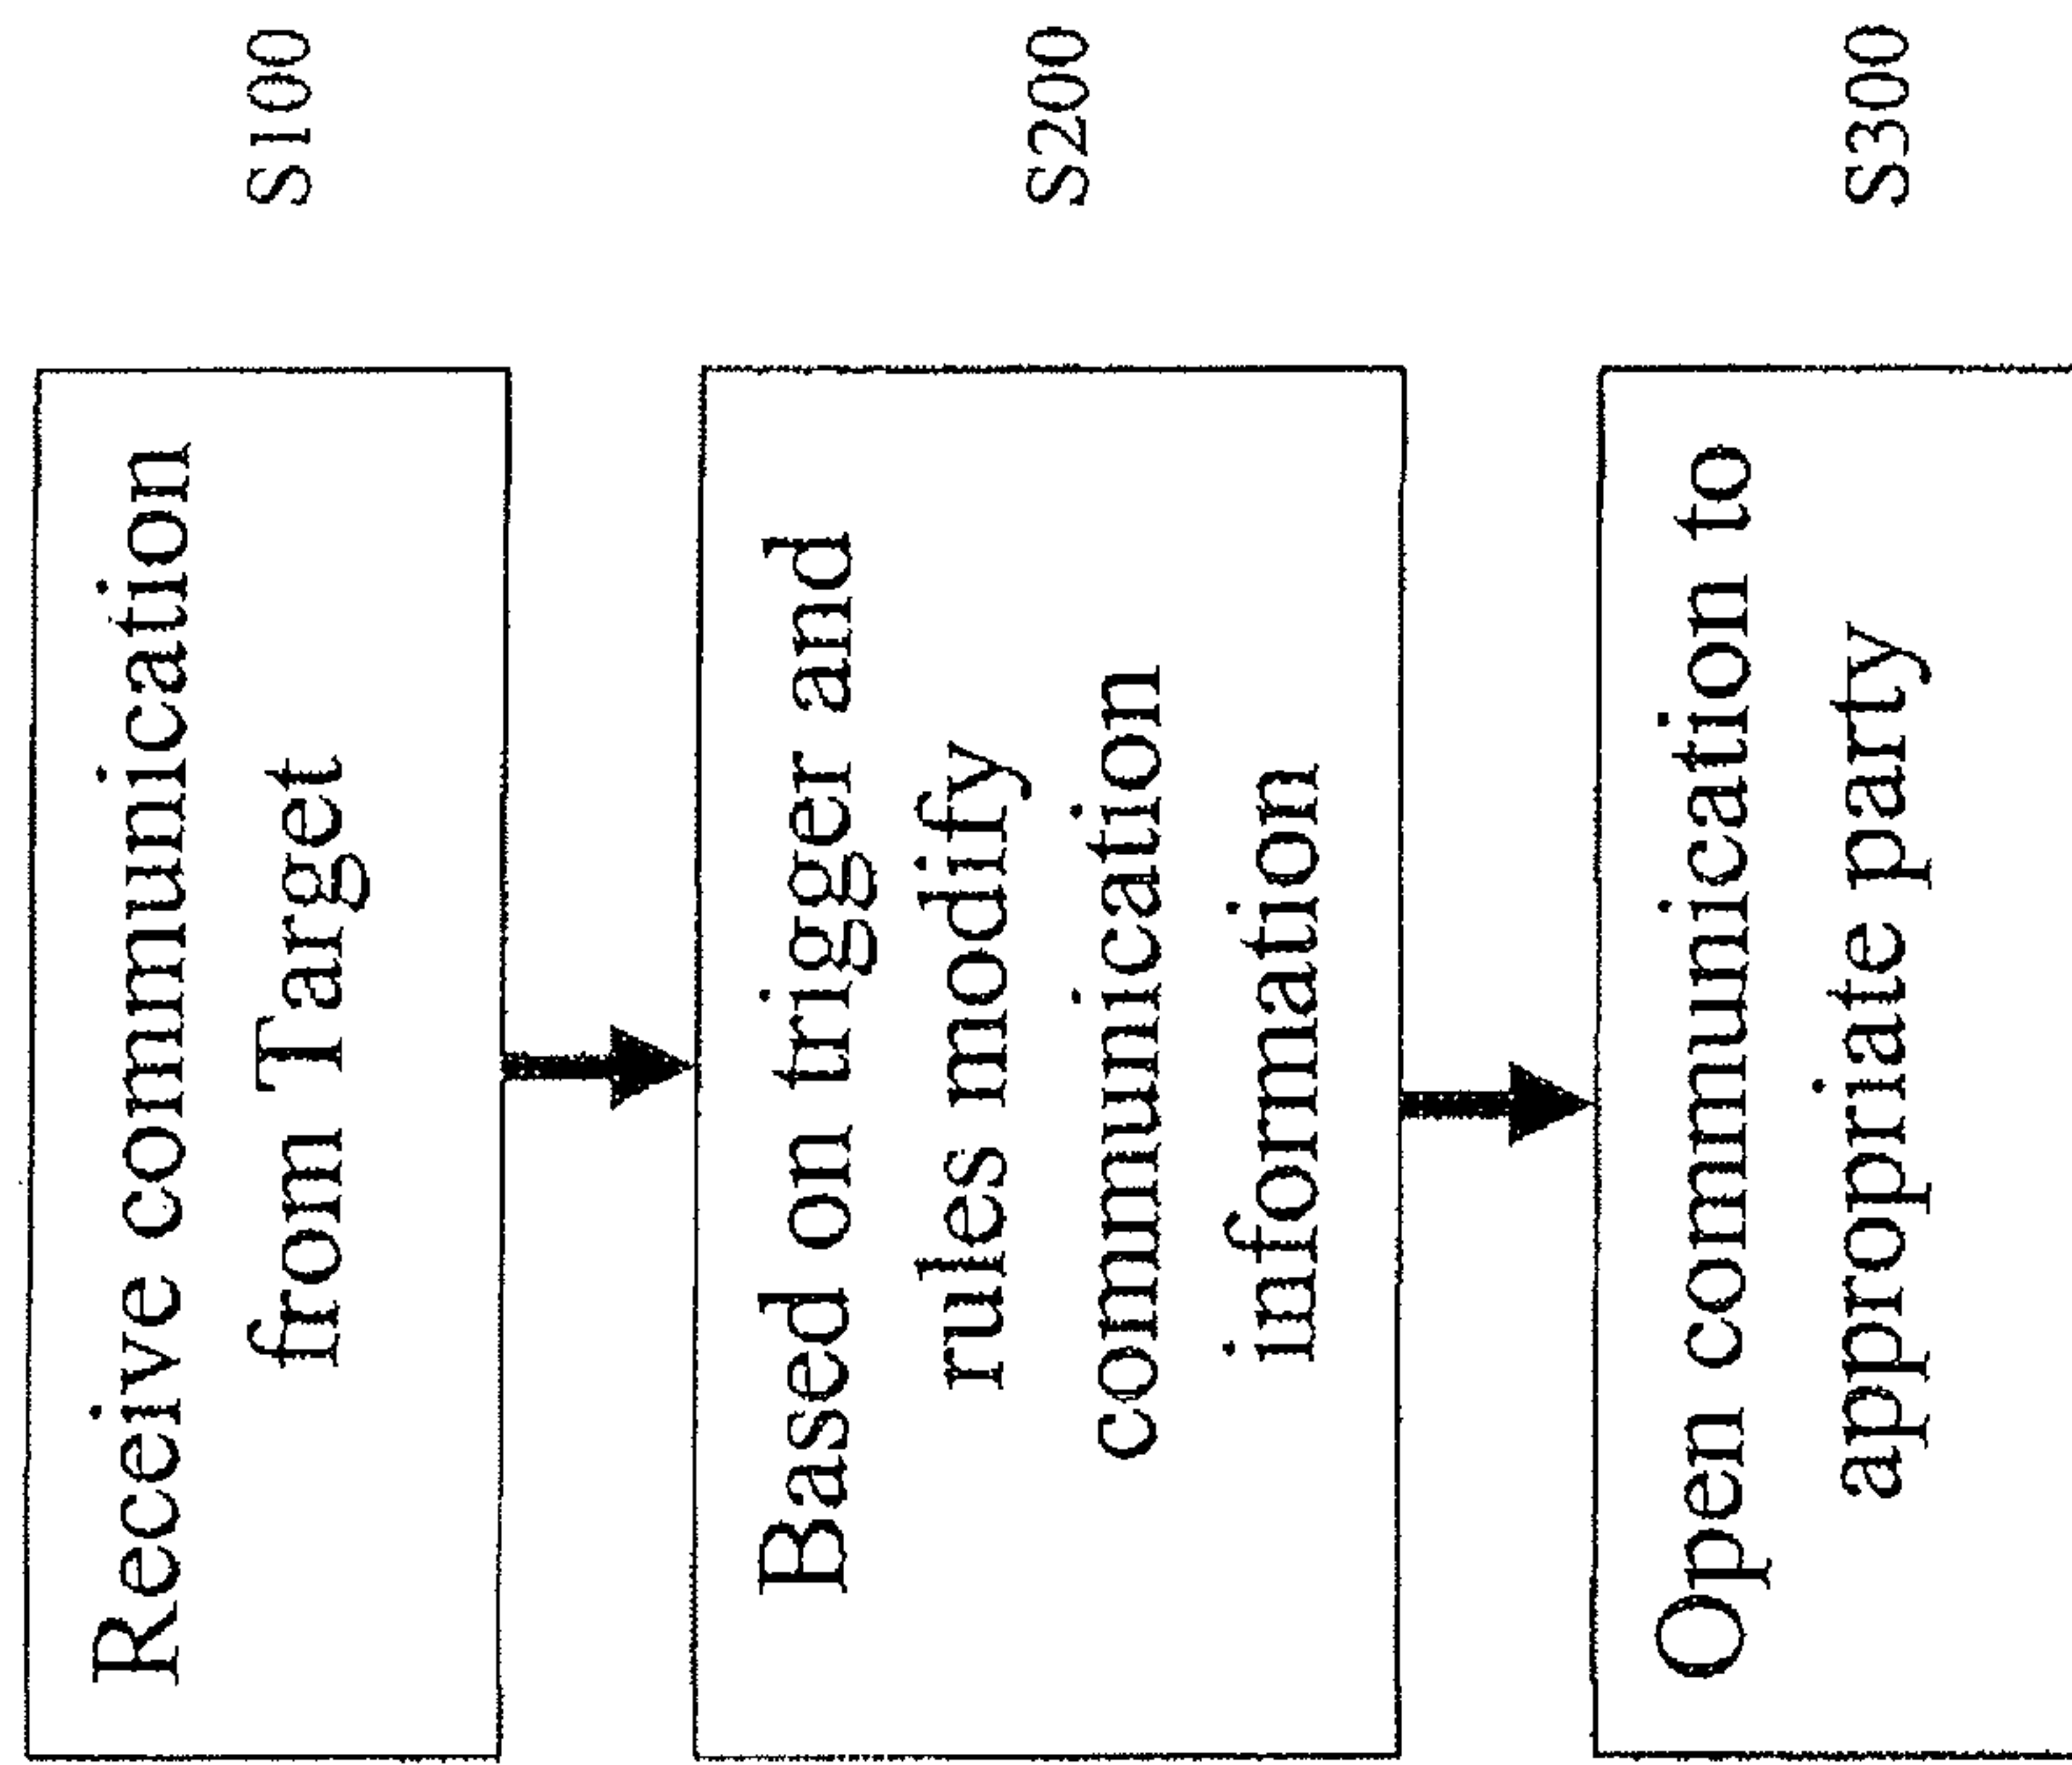 Receive communication
from Target
S100
Based on trigger and
rules modify
communication
information
S200
Open communication to
appropriate party
S300